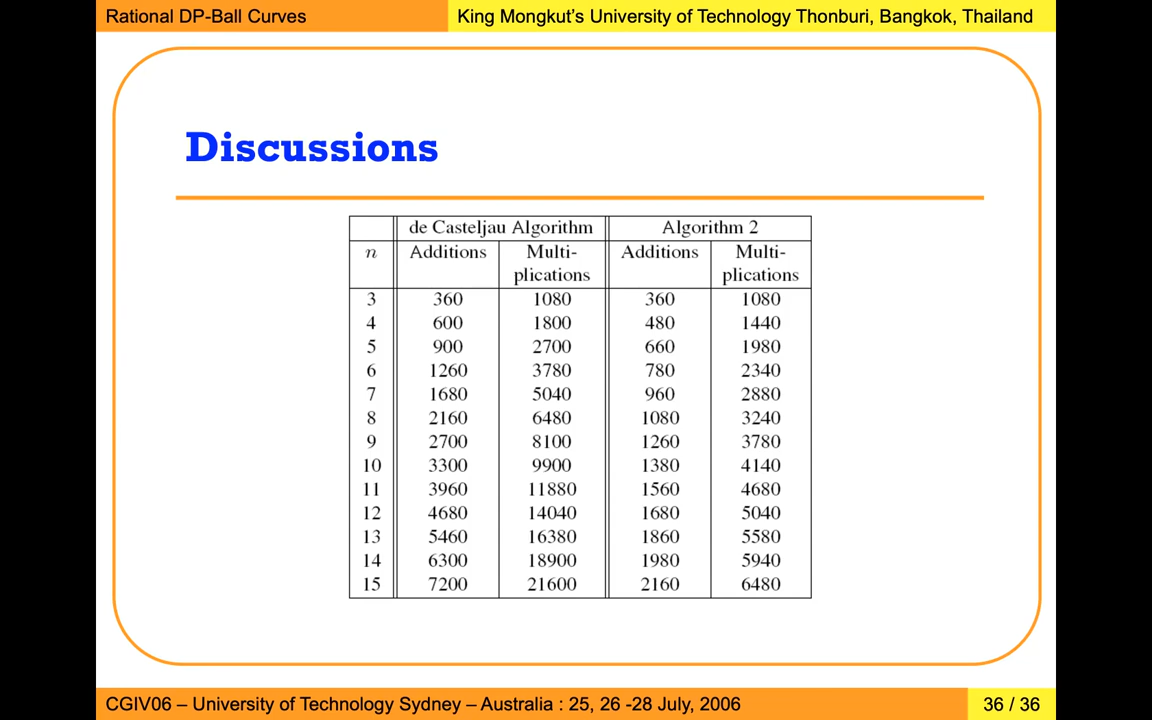 Rational DP-Ball Curves King Mongkut's University of Technology Thonburi, Bangkok, Thailand
Discussions
de Casteljau Algorithm Algorithm 2
n Additions Multi- Additions Multi-
plications plications
3 360 1080 360 1080
4 600 1800 480 1440
5 900 2700 660 1980
6 1260 3780 780 2340
7 1680 5040 960 2880
8 2160 6480 1080 3240
9 2700 8100 1260 3780
10 3300 9900 1380 4140
11 3960 11880 1560 4680
12 4680 14040 1680 5040
13 5460 16380 1860 5580
14 6300 18900 1980 5940
15 7200 21600 2160 6480
CGIV06 – University of Technology Sydney – Australia : 25, 26 -28 July, 2006 36 / 36